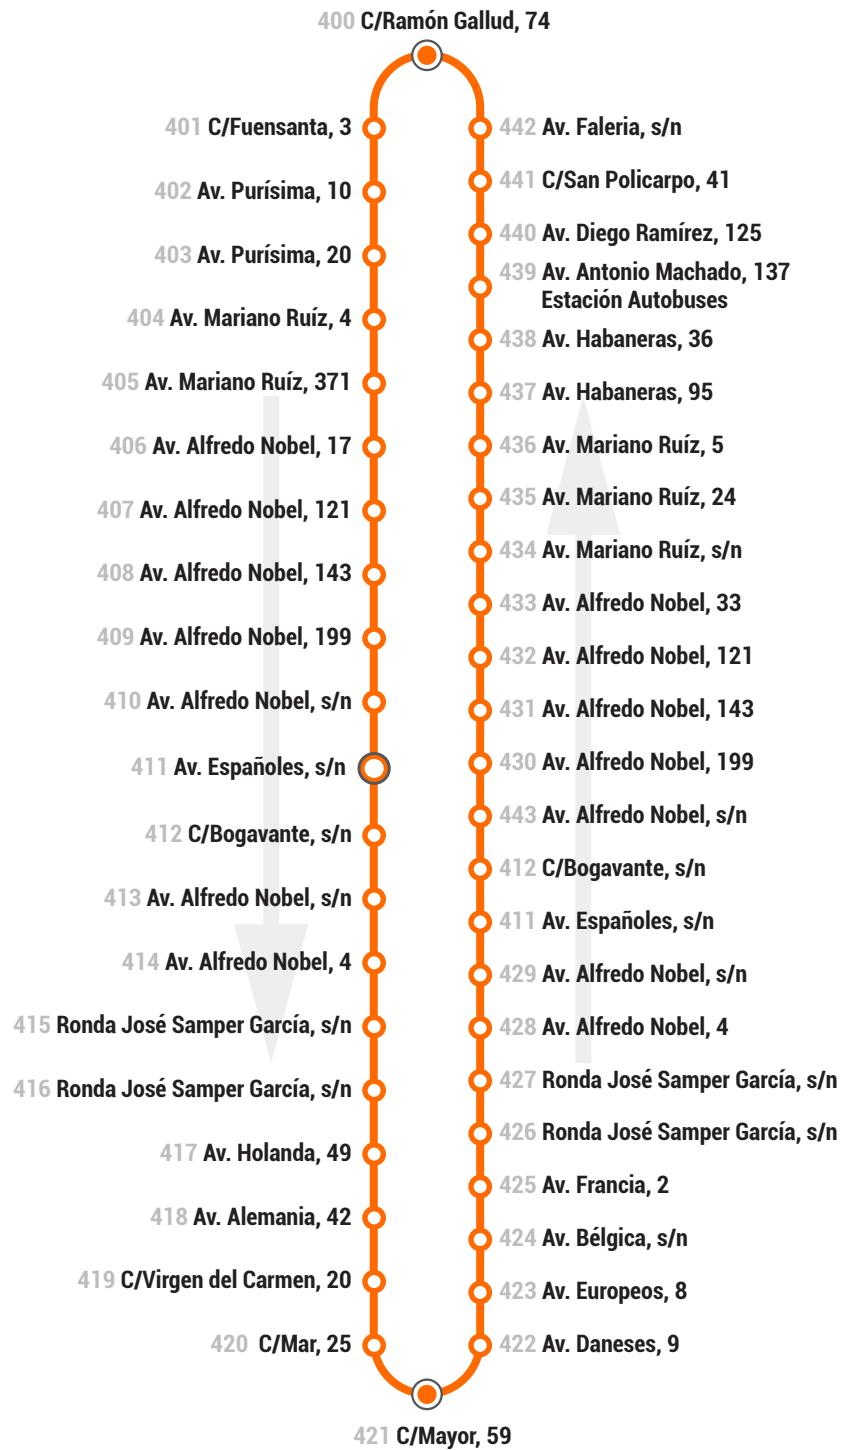 400 C/Ramón Gallud, 74
401 C/Fuensanta, 3
402 Av. Purísima, 10
403 Av. Purísima, 20
404 Av. Mariano Ruíz, 4
405 Av. Mariano Ruíz, 371
406 Av. Alfredo Nobel, 17
407 Av. Alfredo Nobel, 121
408 Av. Alfredo Nobel, 143
409 Av. Alfredo Nobel, 199
410 Av. Alfredo Nobel, s/n
411 Av. Españoles, s/n
412 C/Bogavante, s/n
413 Av. Alfredo Nobel, s/n
414 Av. Alfredo Nobel, 4
415 Ronda José Samper García, s/n
416 Ronda José Samper García, s/n
417 Av. Holanda, 49
418 Av. Alemania, 42
419 C/Virgen del Carmen, 20
420 C/Mar, 25
442 Av. Faleria, s/n
441 C/San Policarpo, 41
440 Av. Diego Ramírez, 125
439 Av. Antonio Machado, 137
Estación Autobuses
438 Av. Habaneras, 36
437 Av. Habaneras, 95
436 Av. Mariano Ruíz, 5
435 Av. Mariano Ruíz, 24
434 Av. Mariano Ruíz, s/n
433 Av. Alfredo Nobel, 33
432 Av. Alfredo Nobel, 121
431 Av. Alfredo Nobel, 143
430 Av. Alfredo Nobel, 199
443 Av. Alfredo Nobel, s/n
412 C/Bogavante, s/n
411 Av. Españoles, s/n
429 Av. Alfredo Nobel, s/n
428 Av. Alfredo Nobel, 4
427 Ronda José Samper García, s/n
426 Ronda José Samper García, s/n
425 Av. Francia, 2
424 Av. Bélgica, s/n
423 Av. Europeos, 8
422 Av. Daneses, 9
421 C/Mayor, 59